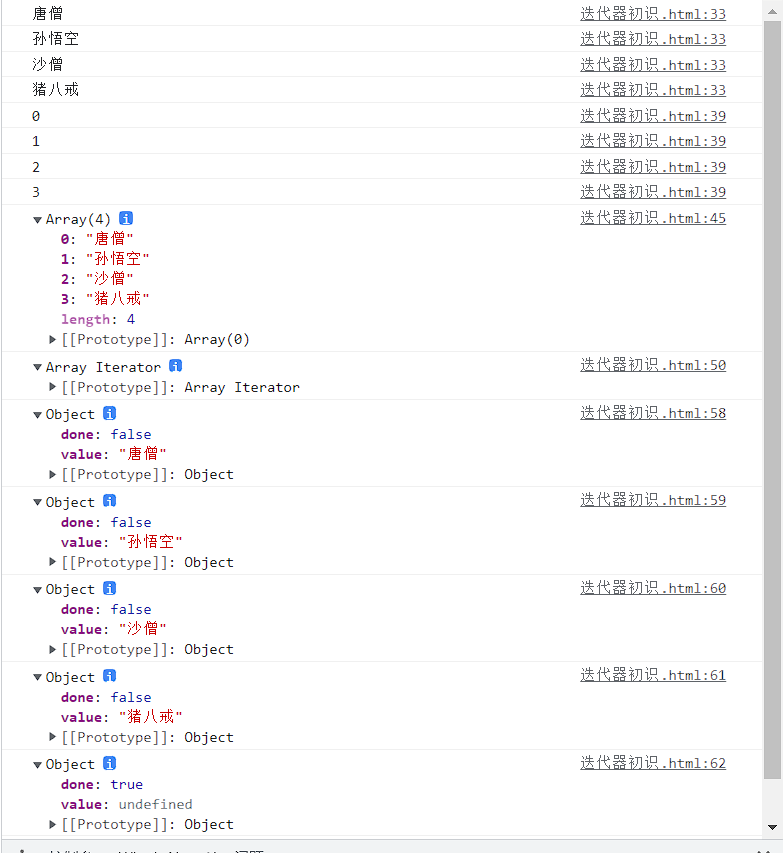 唐僧 迭代器初识.html:33
孙悟空 迭代器初识.html:33
沙僧 迭代器初识.html:33
猪八戒 迭代器初识.html:33
0 迭代器初识.html:39
1 迭代器初识.html:39
2 迭代器初识.html:39
3 迭代器初识.html:39
Array(4) i 迭代器初识.html:45
0: "唐僧"
1: "孙悟空"
2: "沙僧"
3: "猪八戒"
length: 4
[[Prototype]]: Array(0)
Array Iterator i 迭代器初识.html:50
[[Prototype]]: Array Iterator
Object i 迭代器初识.html:58
done: false
value: "唐僧"
[[Prototype]]: Object
Object i 迭代器初识.html:59
done: false
value: "孙悟空"
[[Prototype]]: Object
Object i 迭代器初识.html:60
done: false
value: "沙僧"
[[Prototype]]: Object
Object i 迭代器初识.html:61
done: false
value: "猪八戒"
[[Prototype]]: Object
Object i 迭代器初识.html:62
done: true
value: undefined
[[Prototype]]: Object